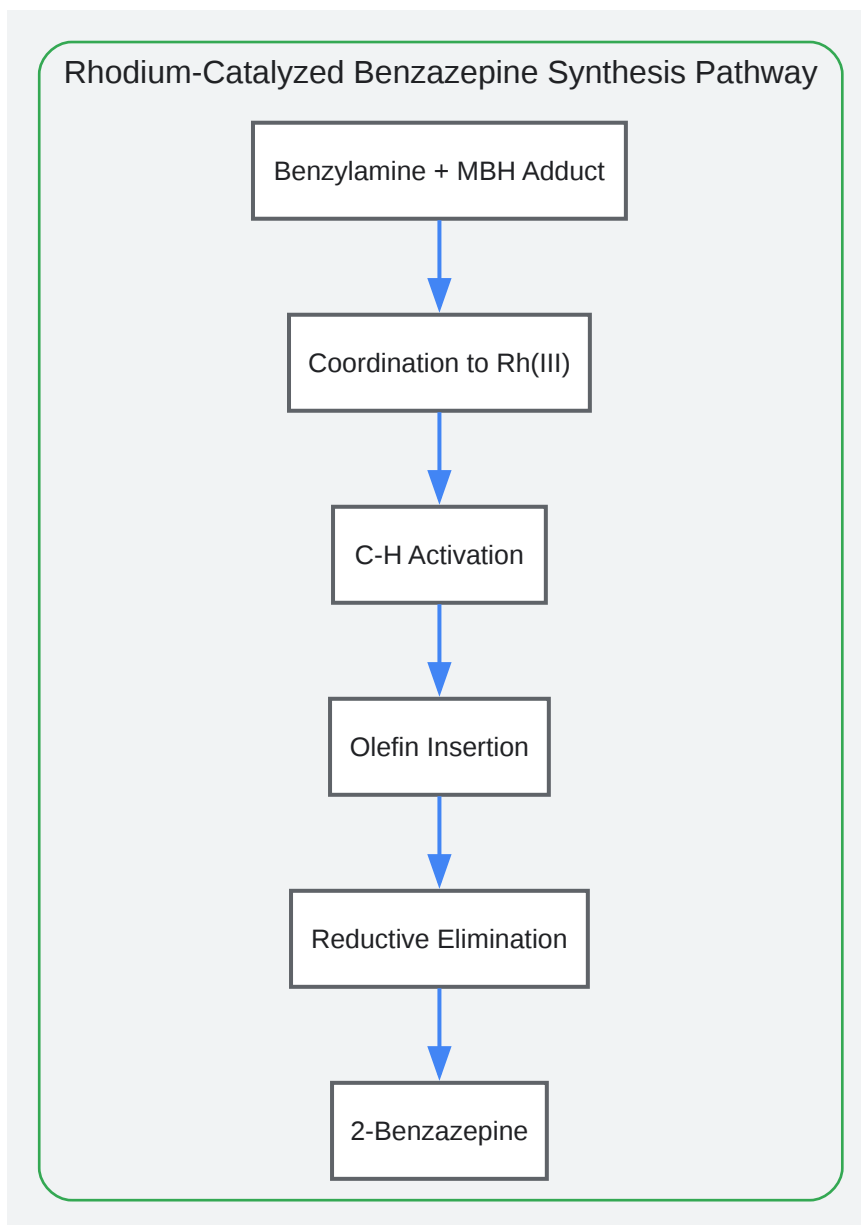 Rhodium-Catalyzed Benzazepine Synthesis Pathway
Benzylamine + MBH Adduct
Coordination to Rh(III)
C-H Activation
Olefin Insertion
Reductive Elimination
2-Benzazepine